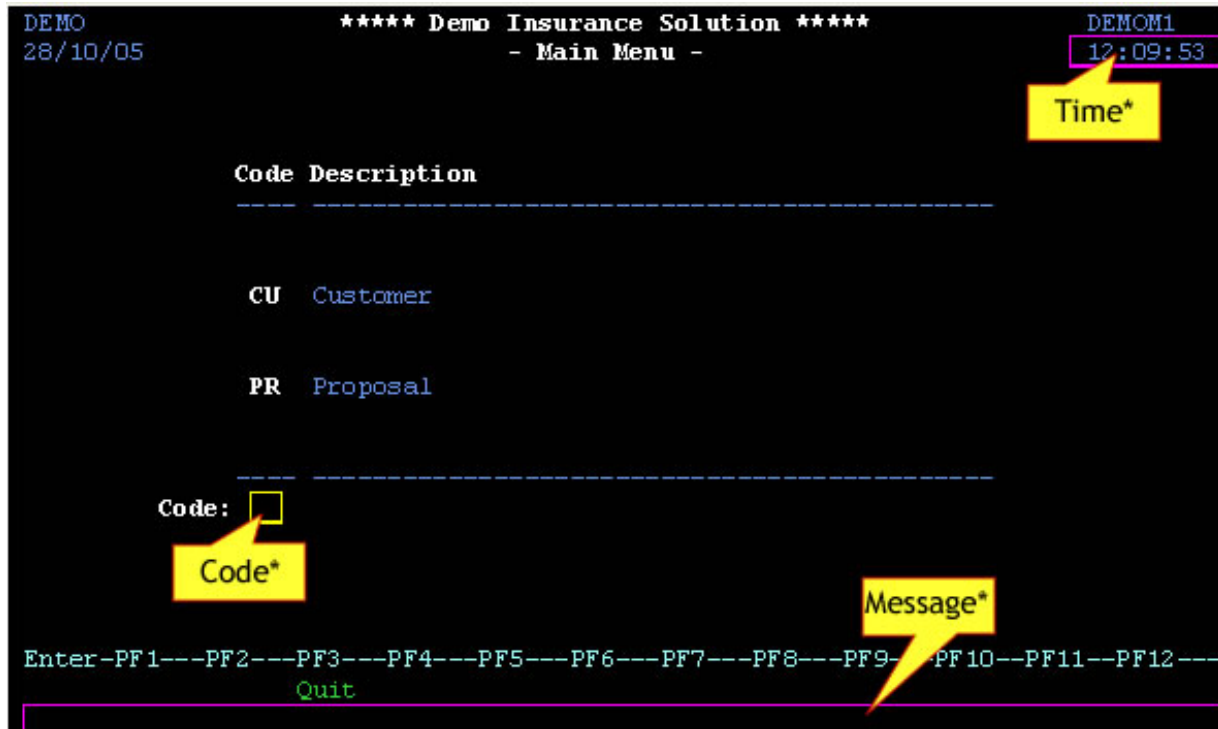 DEMO ***** Demo Insurance Solution ***** DEMOM1
28/10/05 - Main Menu - 12:09:53
Time*
Code Description
---- ---------------------------------------------
CU Customer
PR Proposal
---- ---------------------------------------------
Code:
Code*
Message*
Enter-PF1---PF2---PF3---PF4---PF5---PF6---PF7---PF8---PF9---PF10--PF11--PF12---
Quit